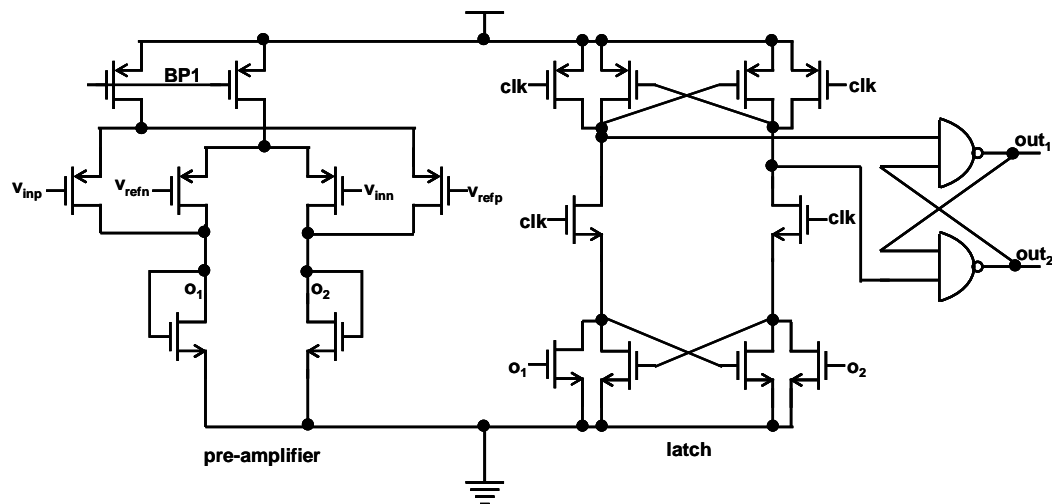 BP1
clk
clk
v_inp
v_refn
v_inn
v_refp
clk
clk
out_1
out_2
o_1
o_2
o_1
o_2
pre-amplifier
latch